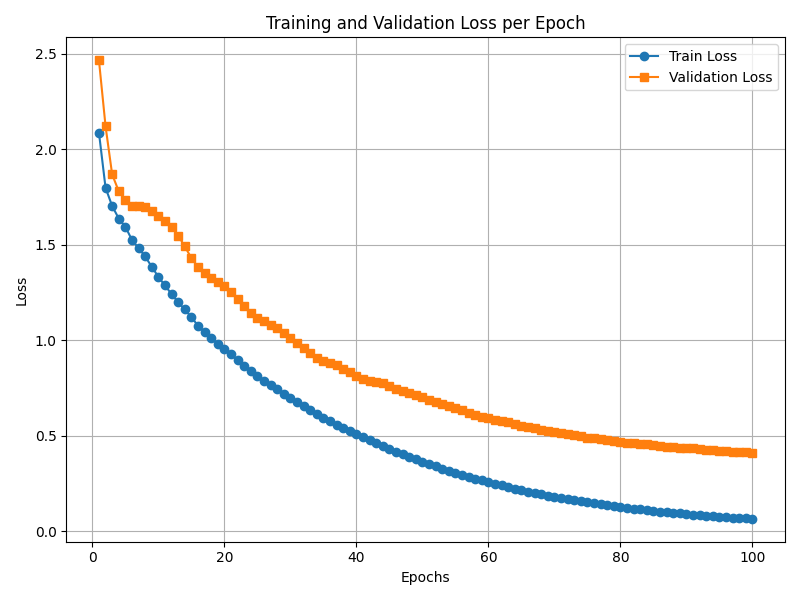 Training and Validation Loss per Epoch
Train Loss
Validation Loss
2.5
2.0
1.5
1.0
0.5
0.0
Loss
0 20 40 60 80 100
Epochs